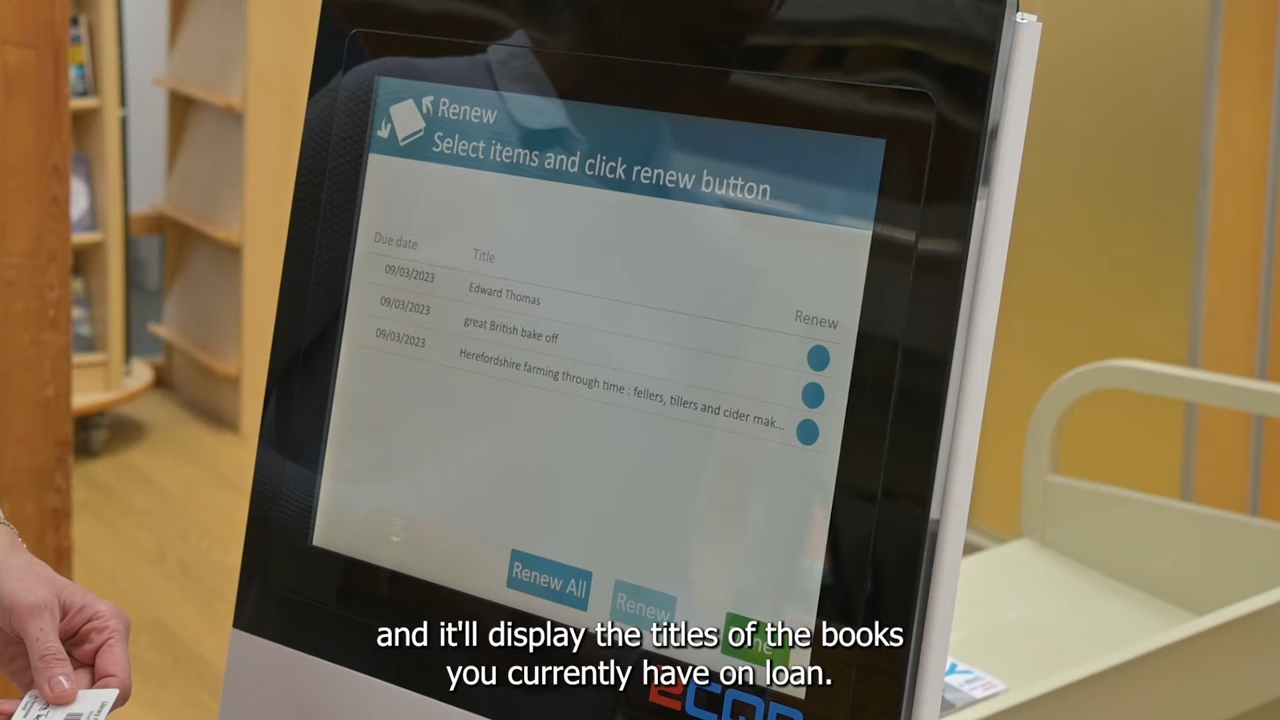 Renew
Select items and click renew button
Due date Title Renew
09/03/2023 Edward Thomas
09/03/2023 great British bake off
09/03/2023 Herefordshire farming through time : fellers, tillers and cider mak...
Renew All Renew
and it'll display the titles of the books
you currently have on loan.